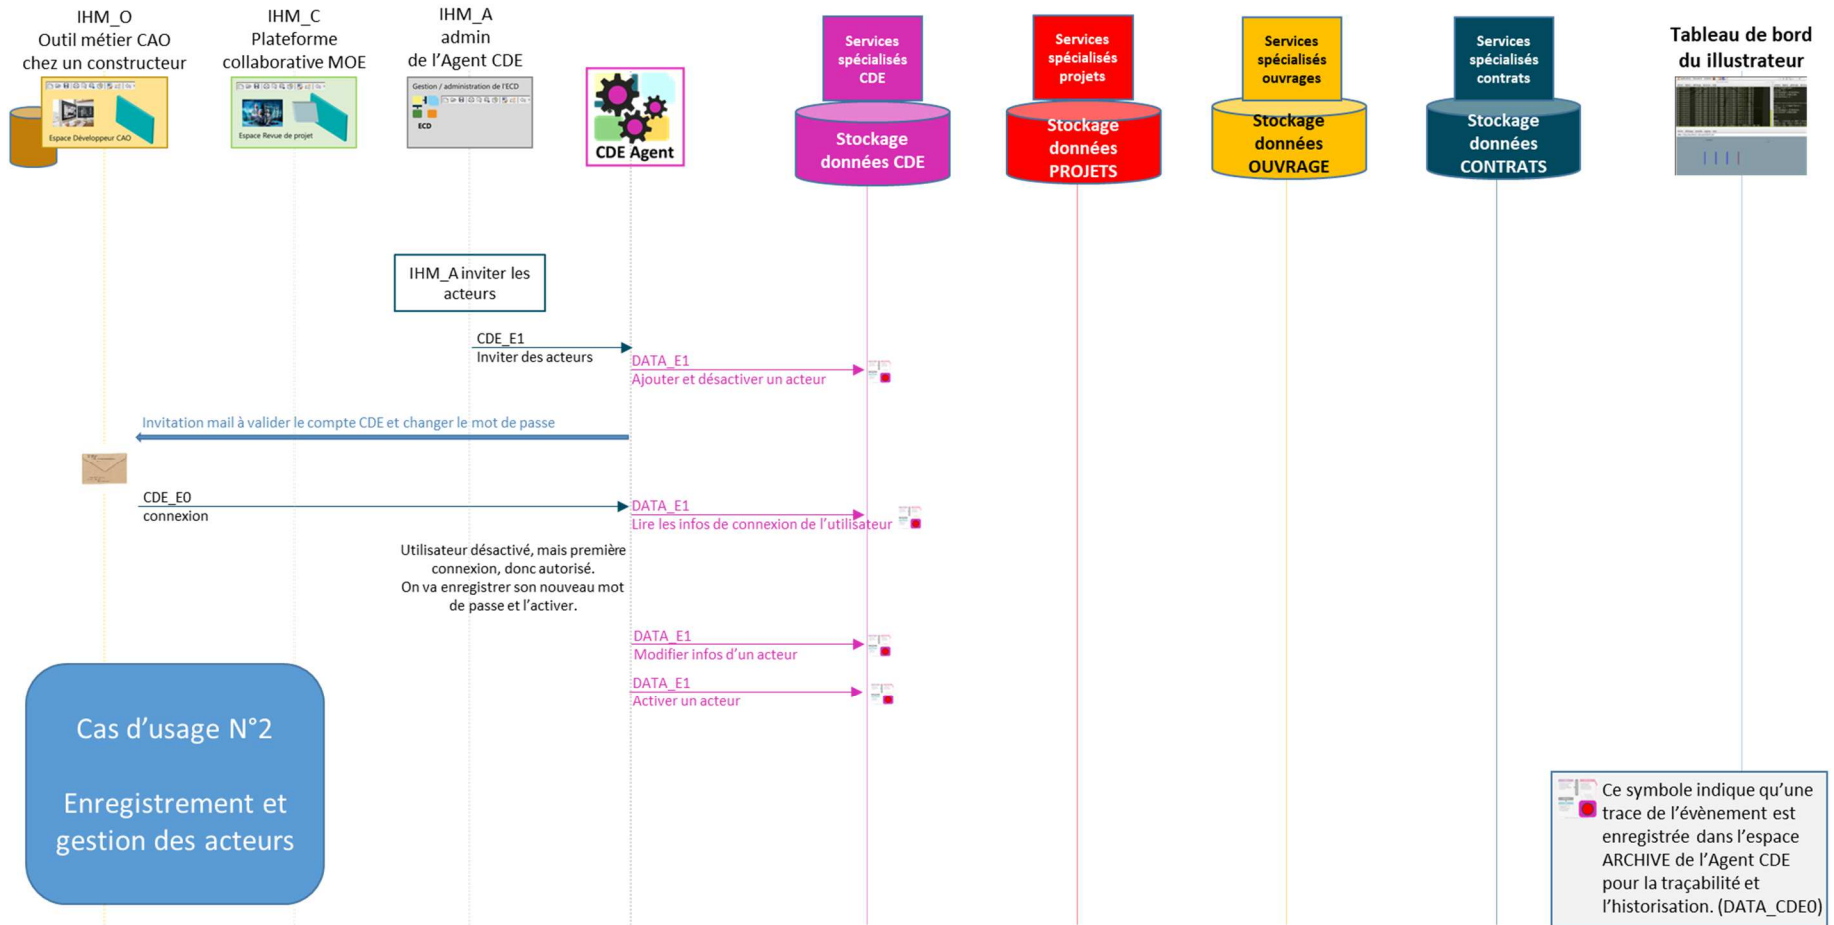 IHM_O
Outil métier CAO
chez un constructeur
Espace Développeur CAO
IHM_C
Plateforme
collaborative MOE
Espace Revue de projet
IHM_A
admin
de l'Agent CDE
Gestion / administration de l'ECD
ECD
CDE Agent
Services
spécialisés
CDE
Stockage
données CDE
Services
spécialisés
projets
Stockage
données
PROJETS
Services
spécialisés
ouvrages
Stockage
données
OUVRAGE
Services
spécialisés
contrats
Stockage
données
CONTRATS
Tableau de bord
du illustrateur
IHM_A inviter les
acteurs
CDE_E1
Inviter des acteurs
DATA_E1
Ajouter et désactiver un acteur
Invitation mail à valider le compte CDE et changer le mot de passe
CDE_E0
connexion
DATA_E1
Lire les infos de connexion de l'utilisateur
Utilisateur désactivé, mais première
connexion, donc autorisé.
On va enregistrer son nouveau mot
de passe et l'activer.
DATA_E1
Modifier infos d'un acteur
DATA_E1
Activer un acteur
Cas d'usage N°2
Enregistrement et
gestion des acteurs
Ce symbole indique qu'une
trace de l'évènement est
enregistrée dans l'espace
ARCHIVE de l'Agent CDE
pour la traçabilité et
l'historisation. (DATA_CDE0)